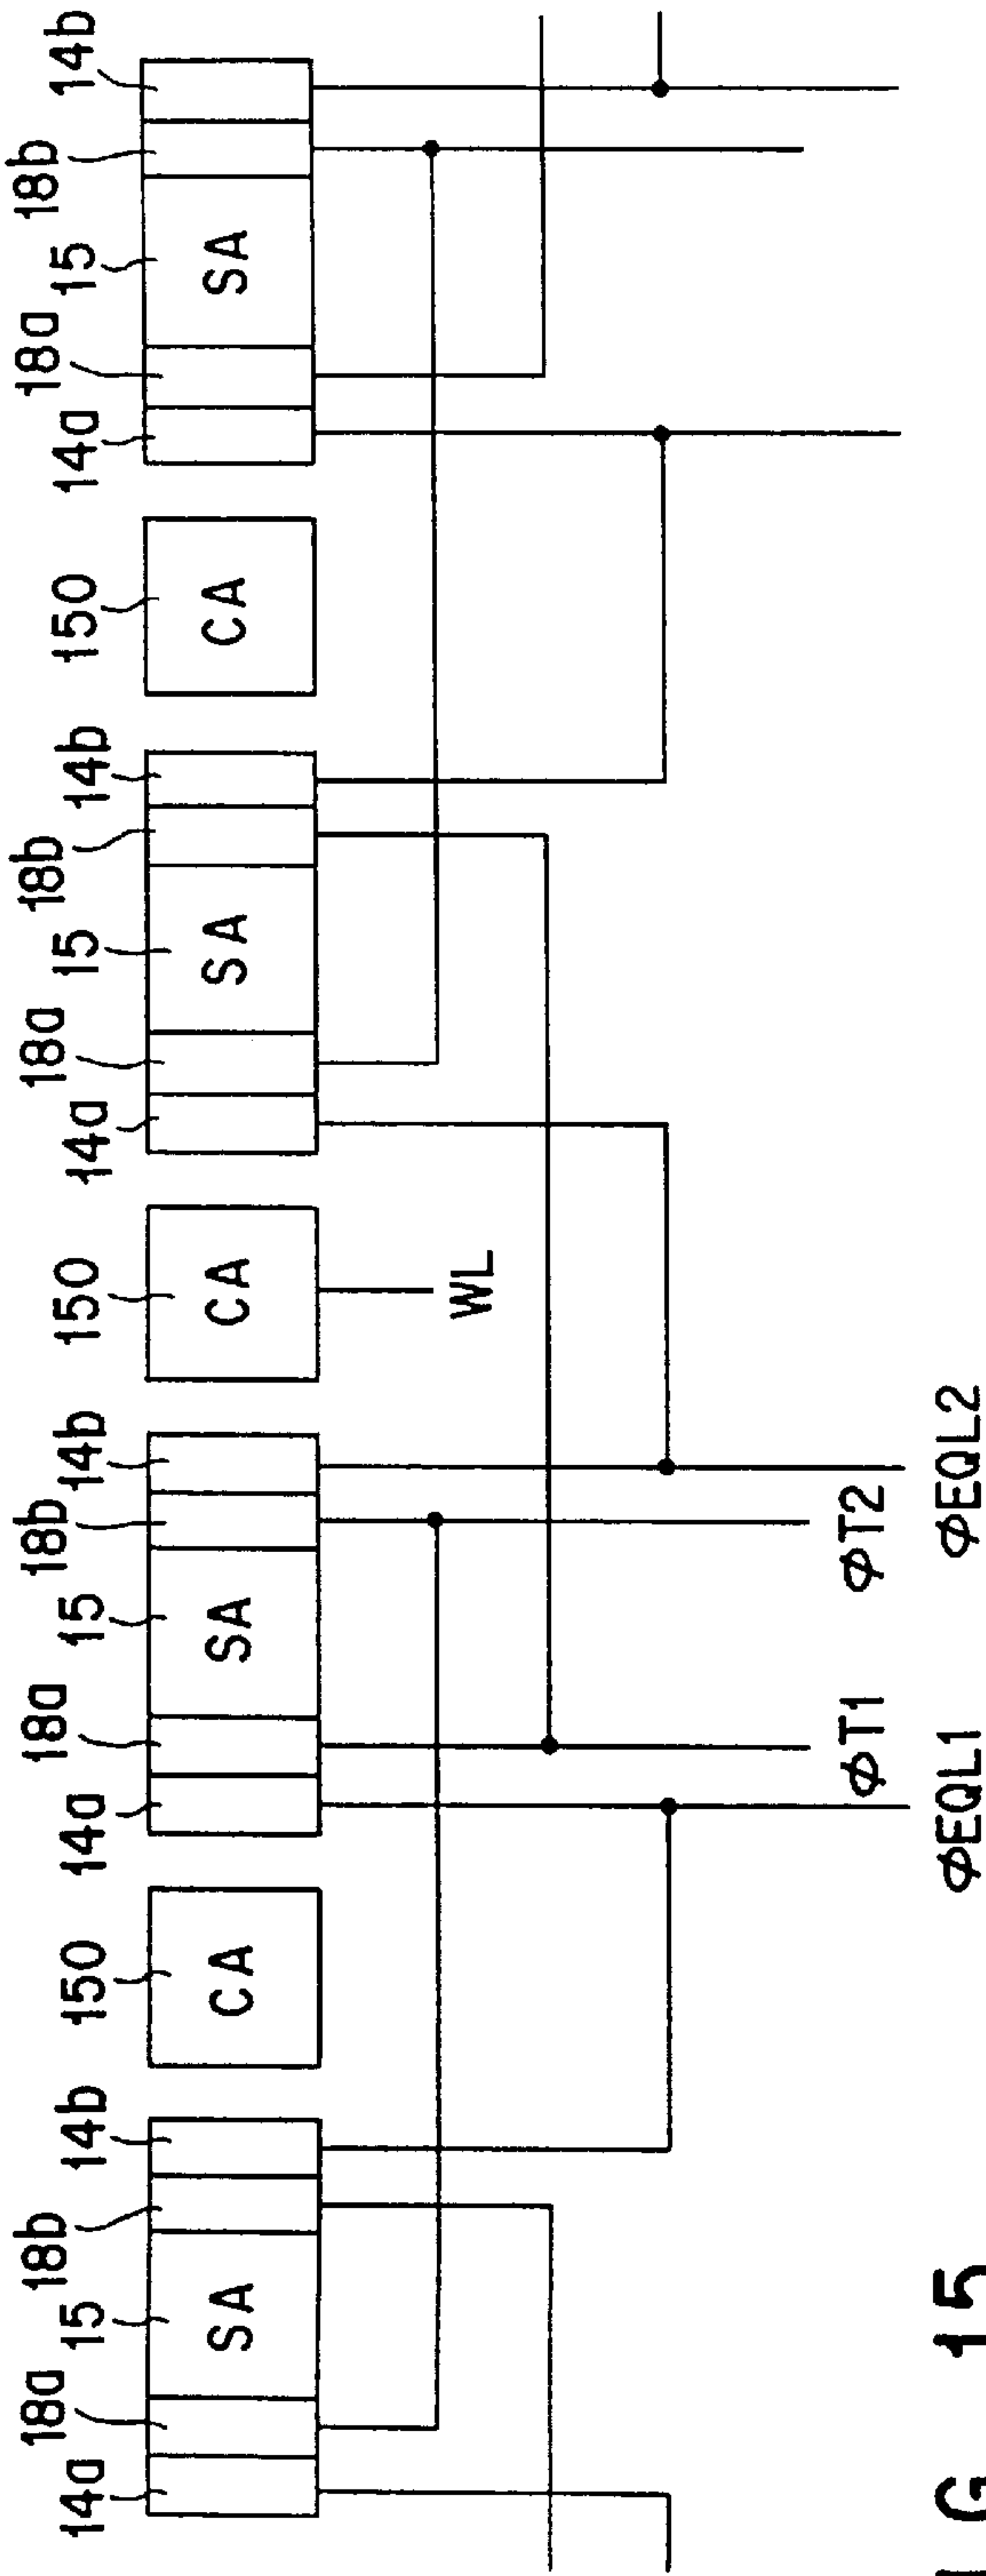 14a 18a 15 18b 14b 150 14a 18a 15 18b 14b 150 14a 18a 15 18b 14b 150 14a 18a 15 18b 14b
SA CA SA CA SA CA SA
WL
φT1 φT2
φEQL1 φEQL2
I G 15